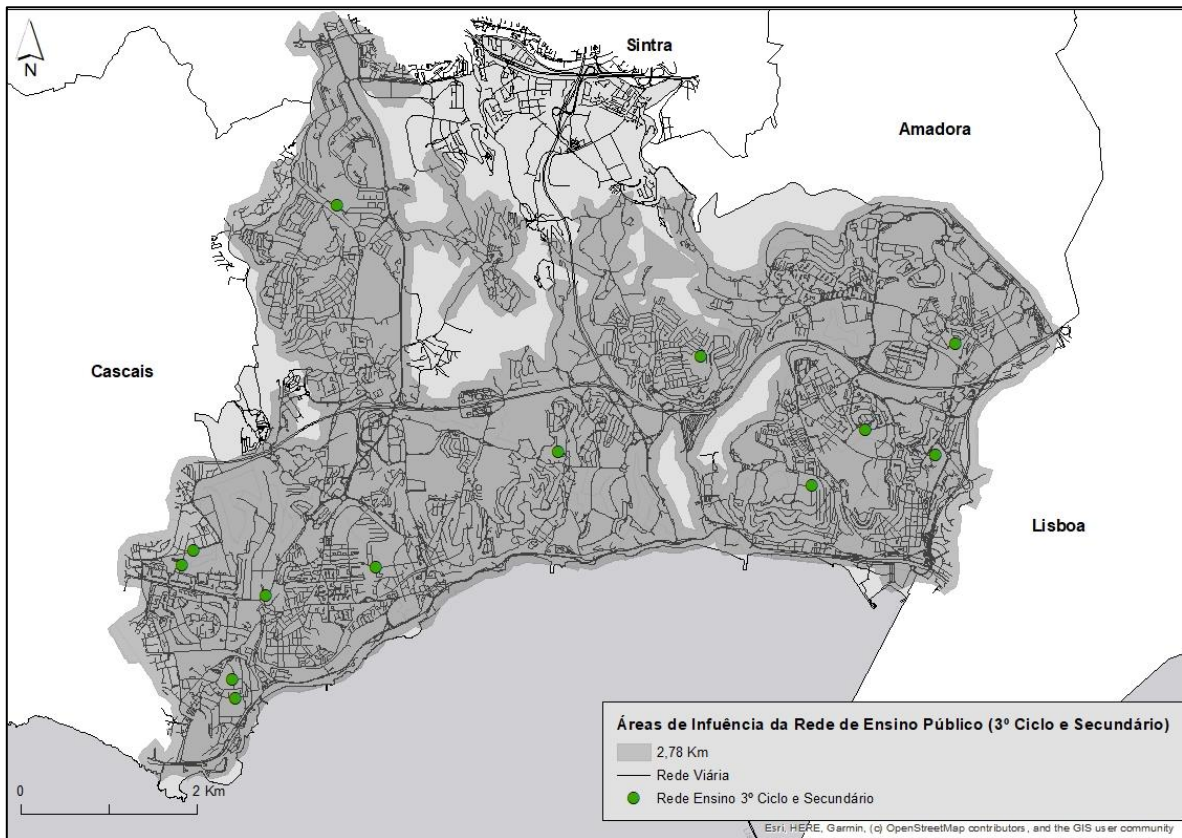 Sintra
N
Amadora
Cascais
Lisboa
Áreas de Infuência da Rede de Ensino Público (3º Ciclo e Secundário)
2,78 Km
Rede Viária
Rede Ensino 3º Ciclo e Secundário
0 2 Km
Esri, HERE, Garmin, (c) OpenStreetMap contributors, and the GIS user community